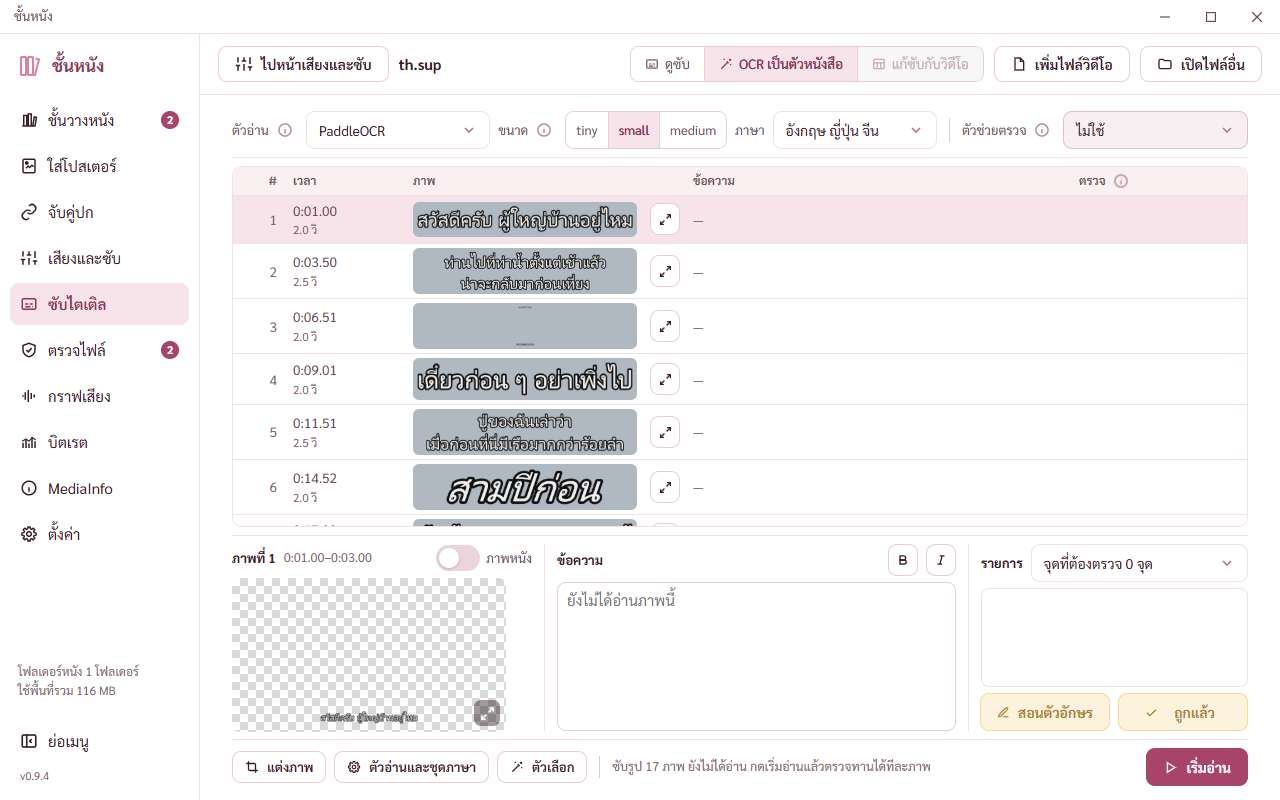 ชั้นหนัง
ชั้นหนัง
ชั้นวางหนัง 2
ใส่โปสเตอร์
จับคู่ปก
เสียงและซับ
ซับไตเติล
ตรวจไฟล์ 2
กราฟเสียง
บิตเรต
MediaInfo
ตั้งค่า
โฟลเดอร์หนัง 1 โฟลเดอร์
ใช้พื้นที่รวม 116 MB
ย่อเมนู
v0.9.4
ไปหน้าเสียงและซับ th.sup ดูซับ OCR เป็นตัวหนังสือ แก้ซับกับวิดีโอ เพิ่มไฟล์วิดีโอ เปิดไฟล์อื่น
ตัวอ่าน PaddleOCR ขนาด tiny small medium ภาษา อังกฤษ ญี่ปุ่น จีน ตัวช่วยตรวจ ไม่ใช้
# เวลา ภาพ ข้อความ ตรวจ
1 0:01.00 สวัสดีครับ ผู้ใหญ่บ้านอยู่ไหม —
2.0 วิ
2 0:03.50 ท่านไปที่ท่าน้ำตั้งแต่เช้าแล้ว —
2.5 วิ น่าจะกลับมาก่อนเที่ยง
3 0:06.51 —
2.0 วิ
4 0:09.01 เดี๋ยวก่อน ๆ อย่าเพิ่งไป —
2.0 วิ
5 0:11.51 ปู่ของฉันเล่าว่า —
2.5 วิ เมื่อก่อนที่นี่มีเรือมากกว่าร้อยลำ
6 0:14.52 สามปีก่อน —
2.0 วิ
ภาพที่ 1 0:01.00–0:03.00 ภาพหนัง
สวัสดีครับ ผู้ใหญ่บ้านอยู่ไหม
ข้อความ B I
ยังไม่ได้อ่านภาพนี้
รายการ จุดที่ต้องตรวจ 0 จุด
สอนตัวอักษร ถูกแล้ว
แต่งภาพ ตัวอ่านและชุดภาษา ตัวเลือก ซับรูป 17 ภาพ ยังไม่ได้อ่าน กดเริ่มอ่านแล้วตรวจทานได้ทีละภาพ เริ่มอ่าน